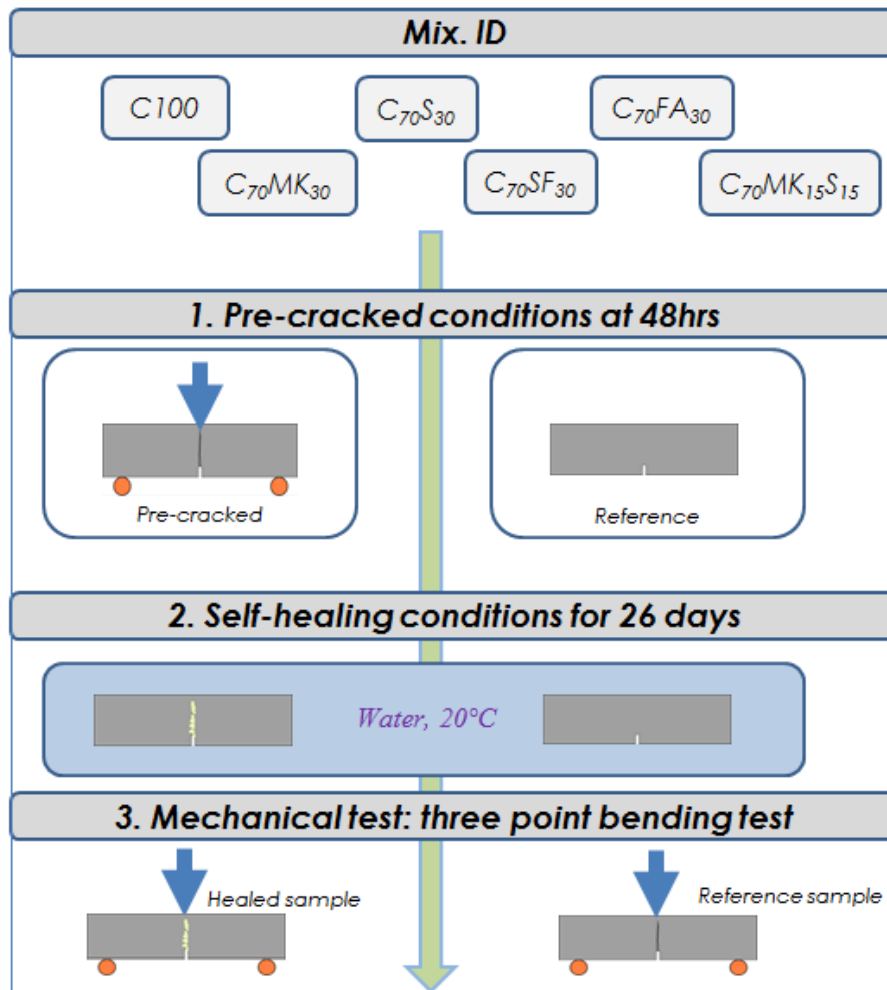 Mix. ID
C100
C₇₀S₃₀
C₇₀FA₃₀
C₇₀MK₃₀
C₇₀SF₃₀
C₇₀MK₁₅S₁₅
1. Pre-cracked conditions at 48hrs
Pre-cracked
Reference
2. Self-healing conditions for 26 days
Water, 20°C
3. Mechanical test: three point bending test
Healed sample
Reference sample